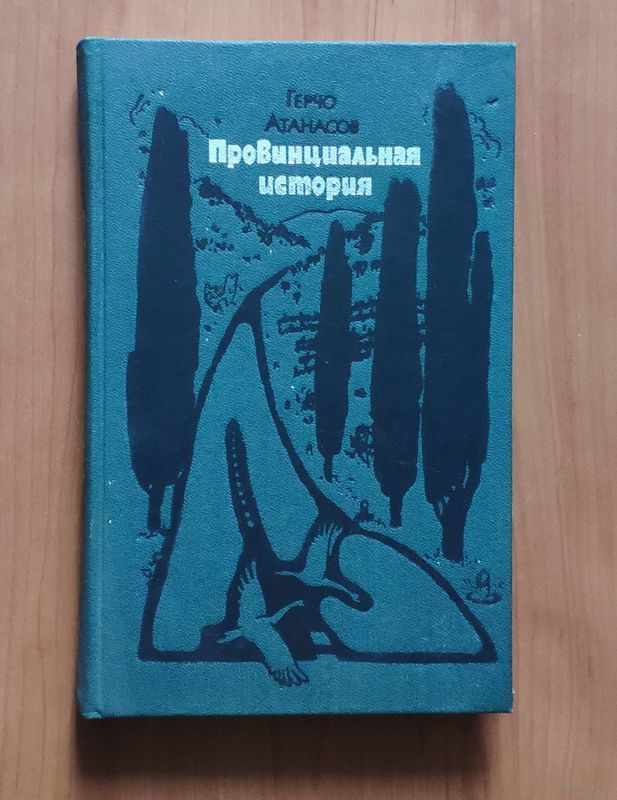 Герчо
Атанасов
Провинциальная
история